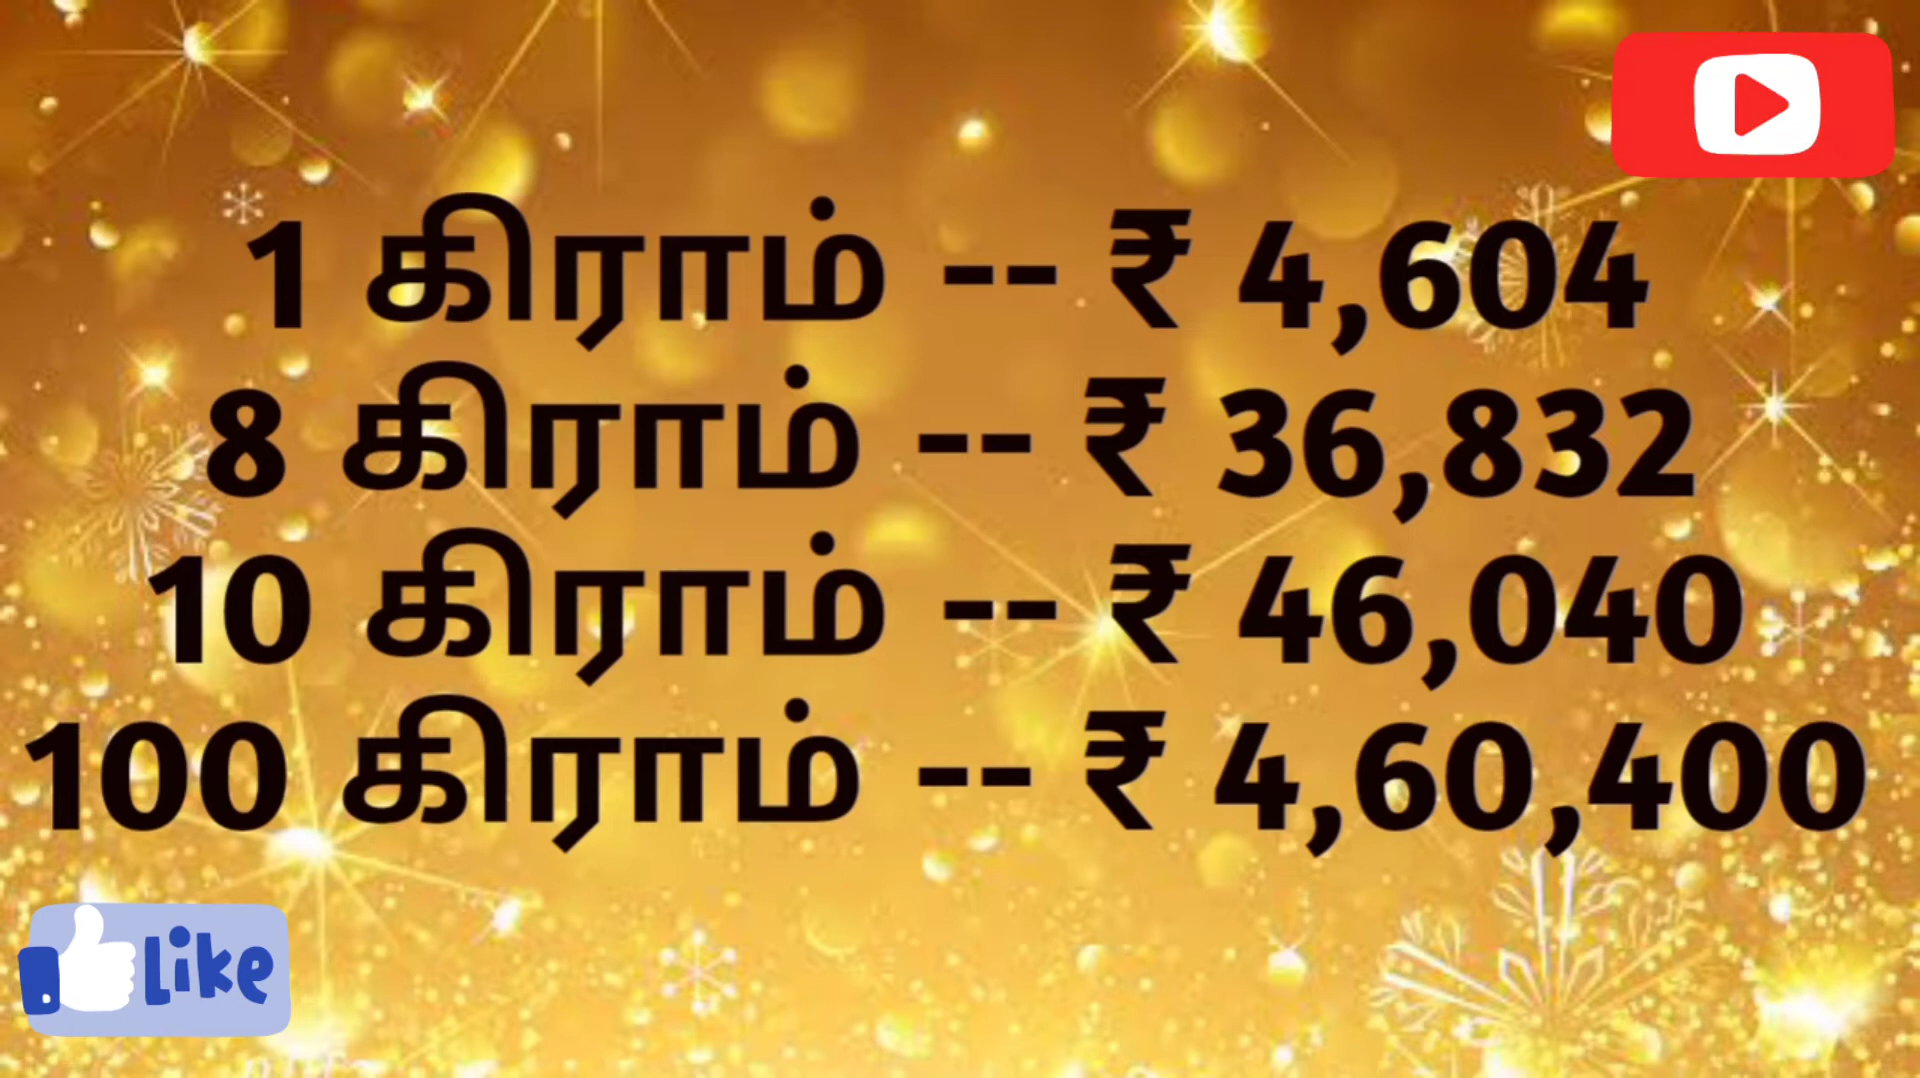 1 கிராம் -- ₹ 4,604
8 கிராம் -- ₹ 36,832
10 கிராம் -- ₹ 46,040
100 கிராம் -- ₹ 4,60,400
Like